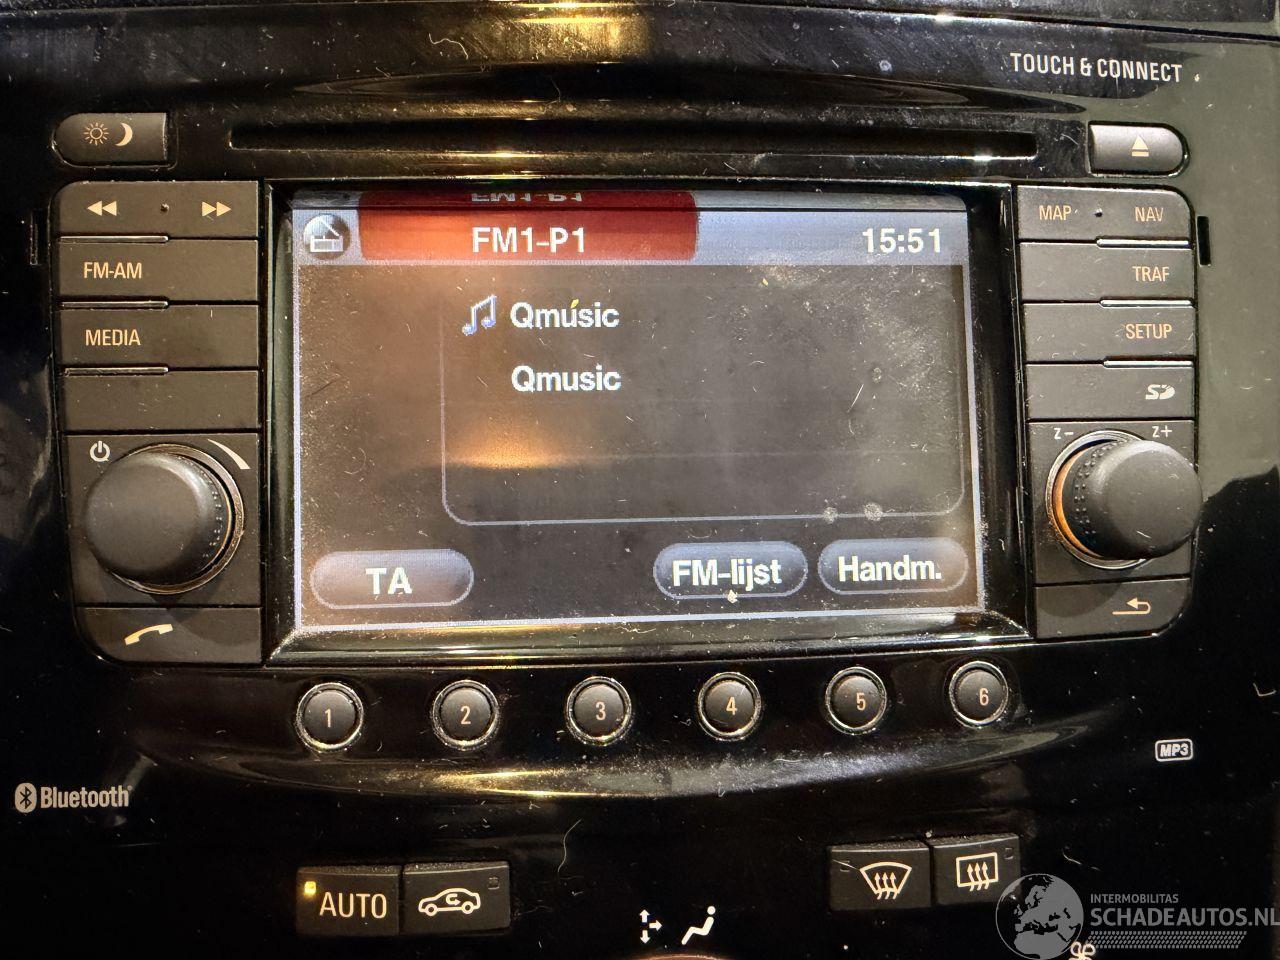 TOUCH & CONNECT
FM1-P1
15:51
MAP
NAV
FM-AM
TRAF
MEDIA
SETUP
Qmusic
Qmusic
Z-
Z+
TA
FM-lijst
Handm.
1
2
3
4
5
6
MP3
Bluetooth
AUTO
INTERMOBILITAS
SCHADEAUTOS.NL